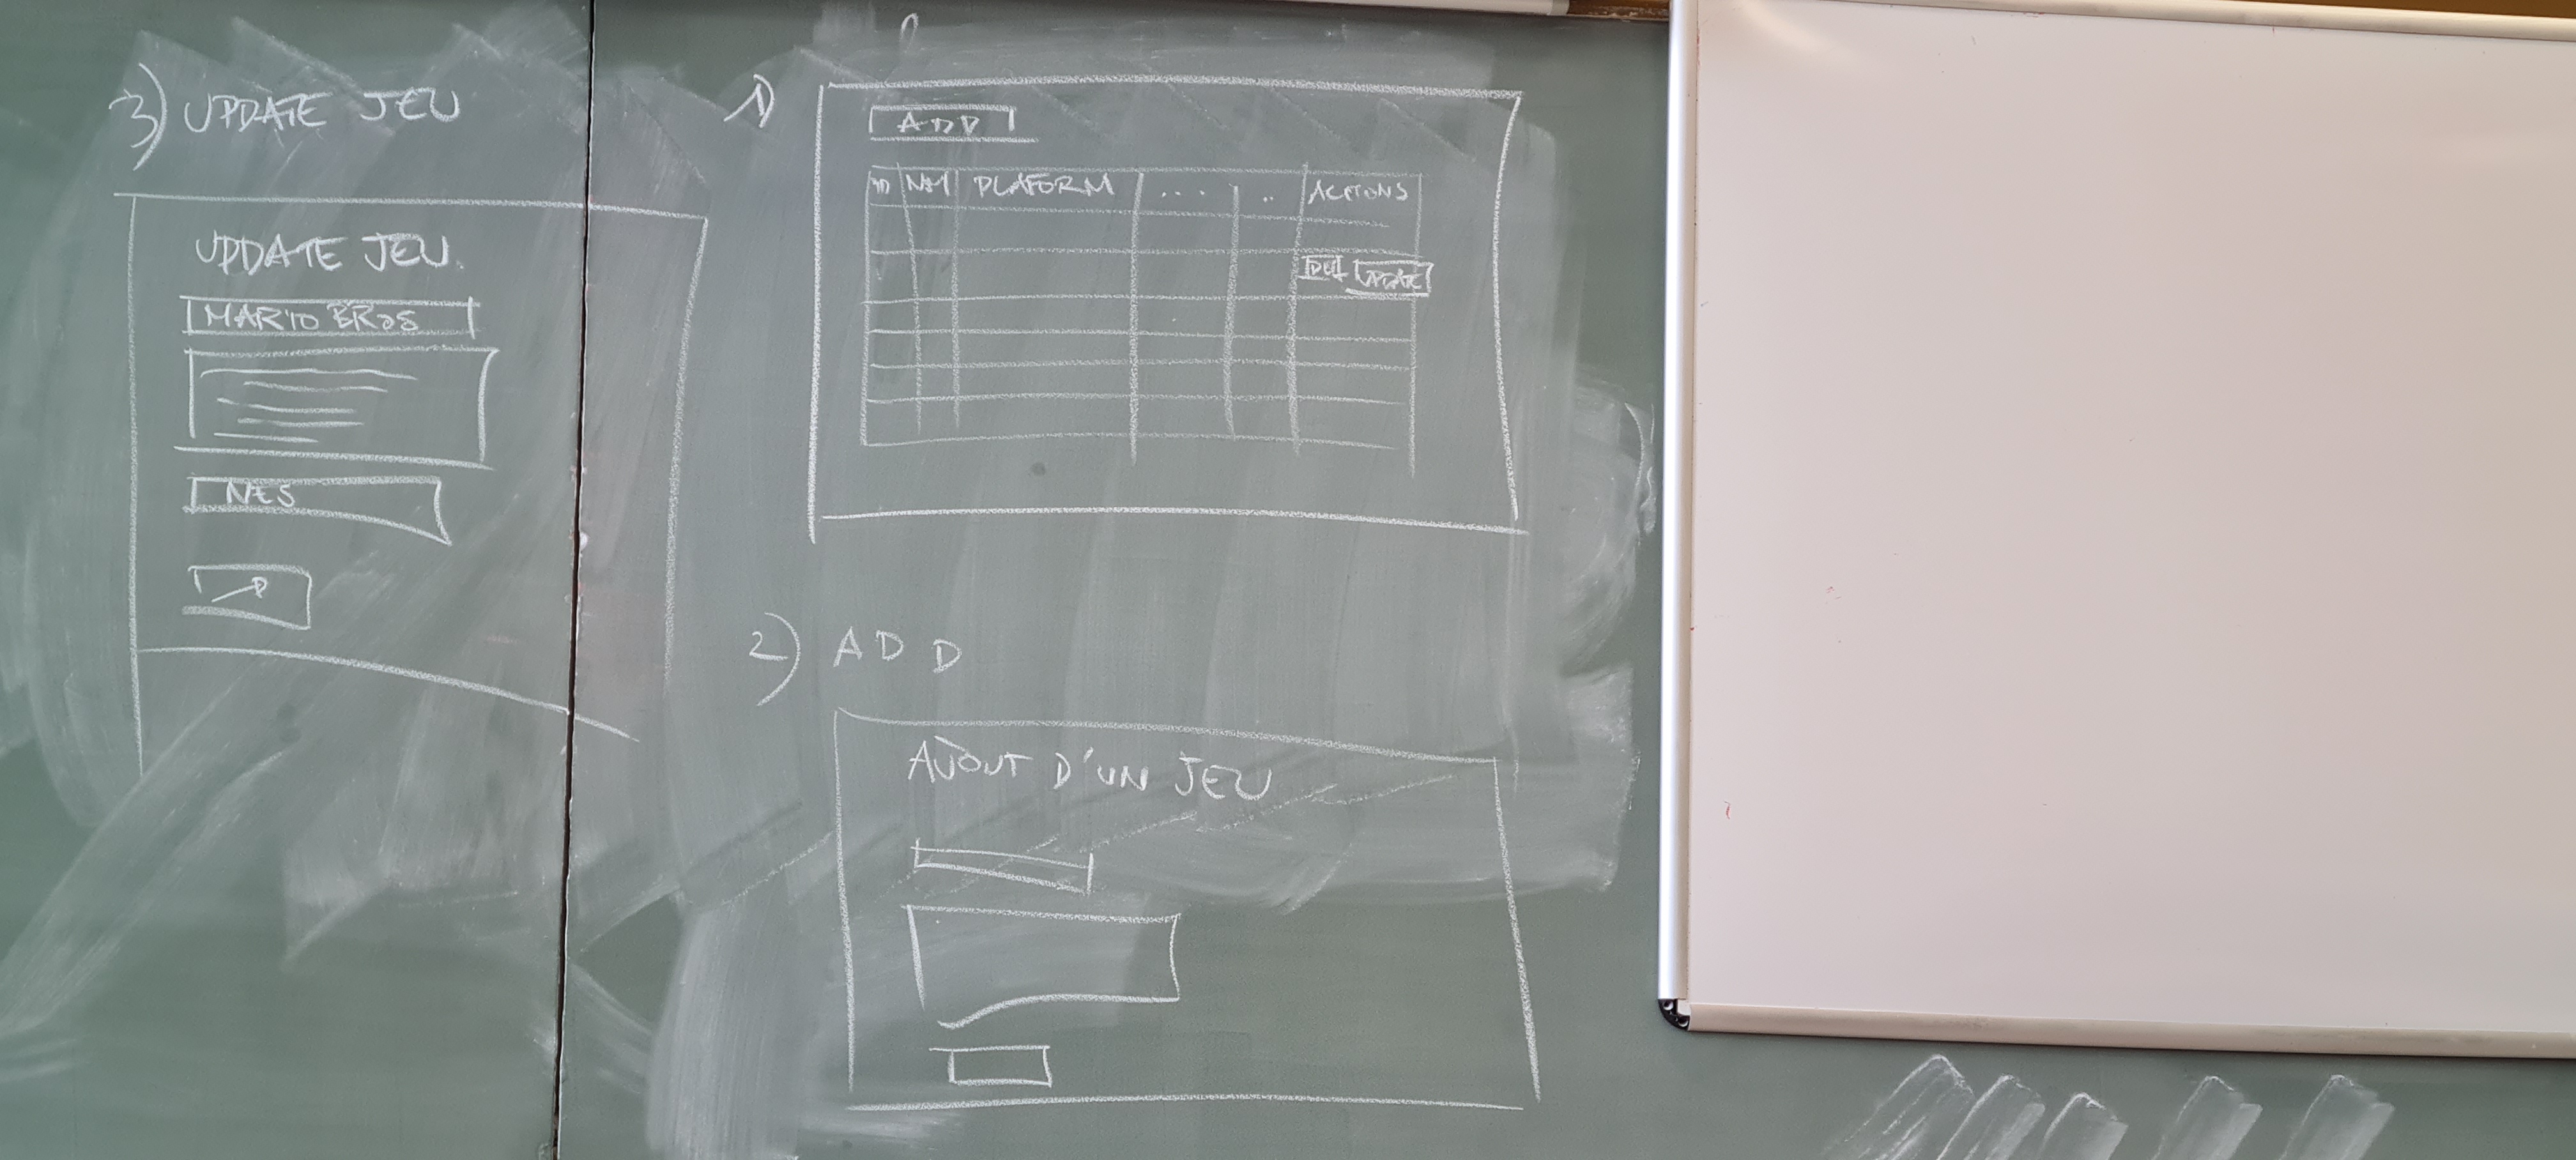 3) UPDATE JEU
UPDATE JEU.
MARIO BROS
NES
1)
ADD
ID NAM PLAFORM .... .. ACTIONS
DEL UPDATE
2) ADD
AJOUT D'UN JEU